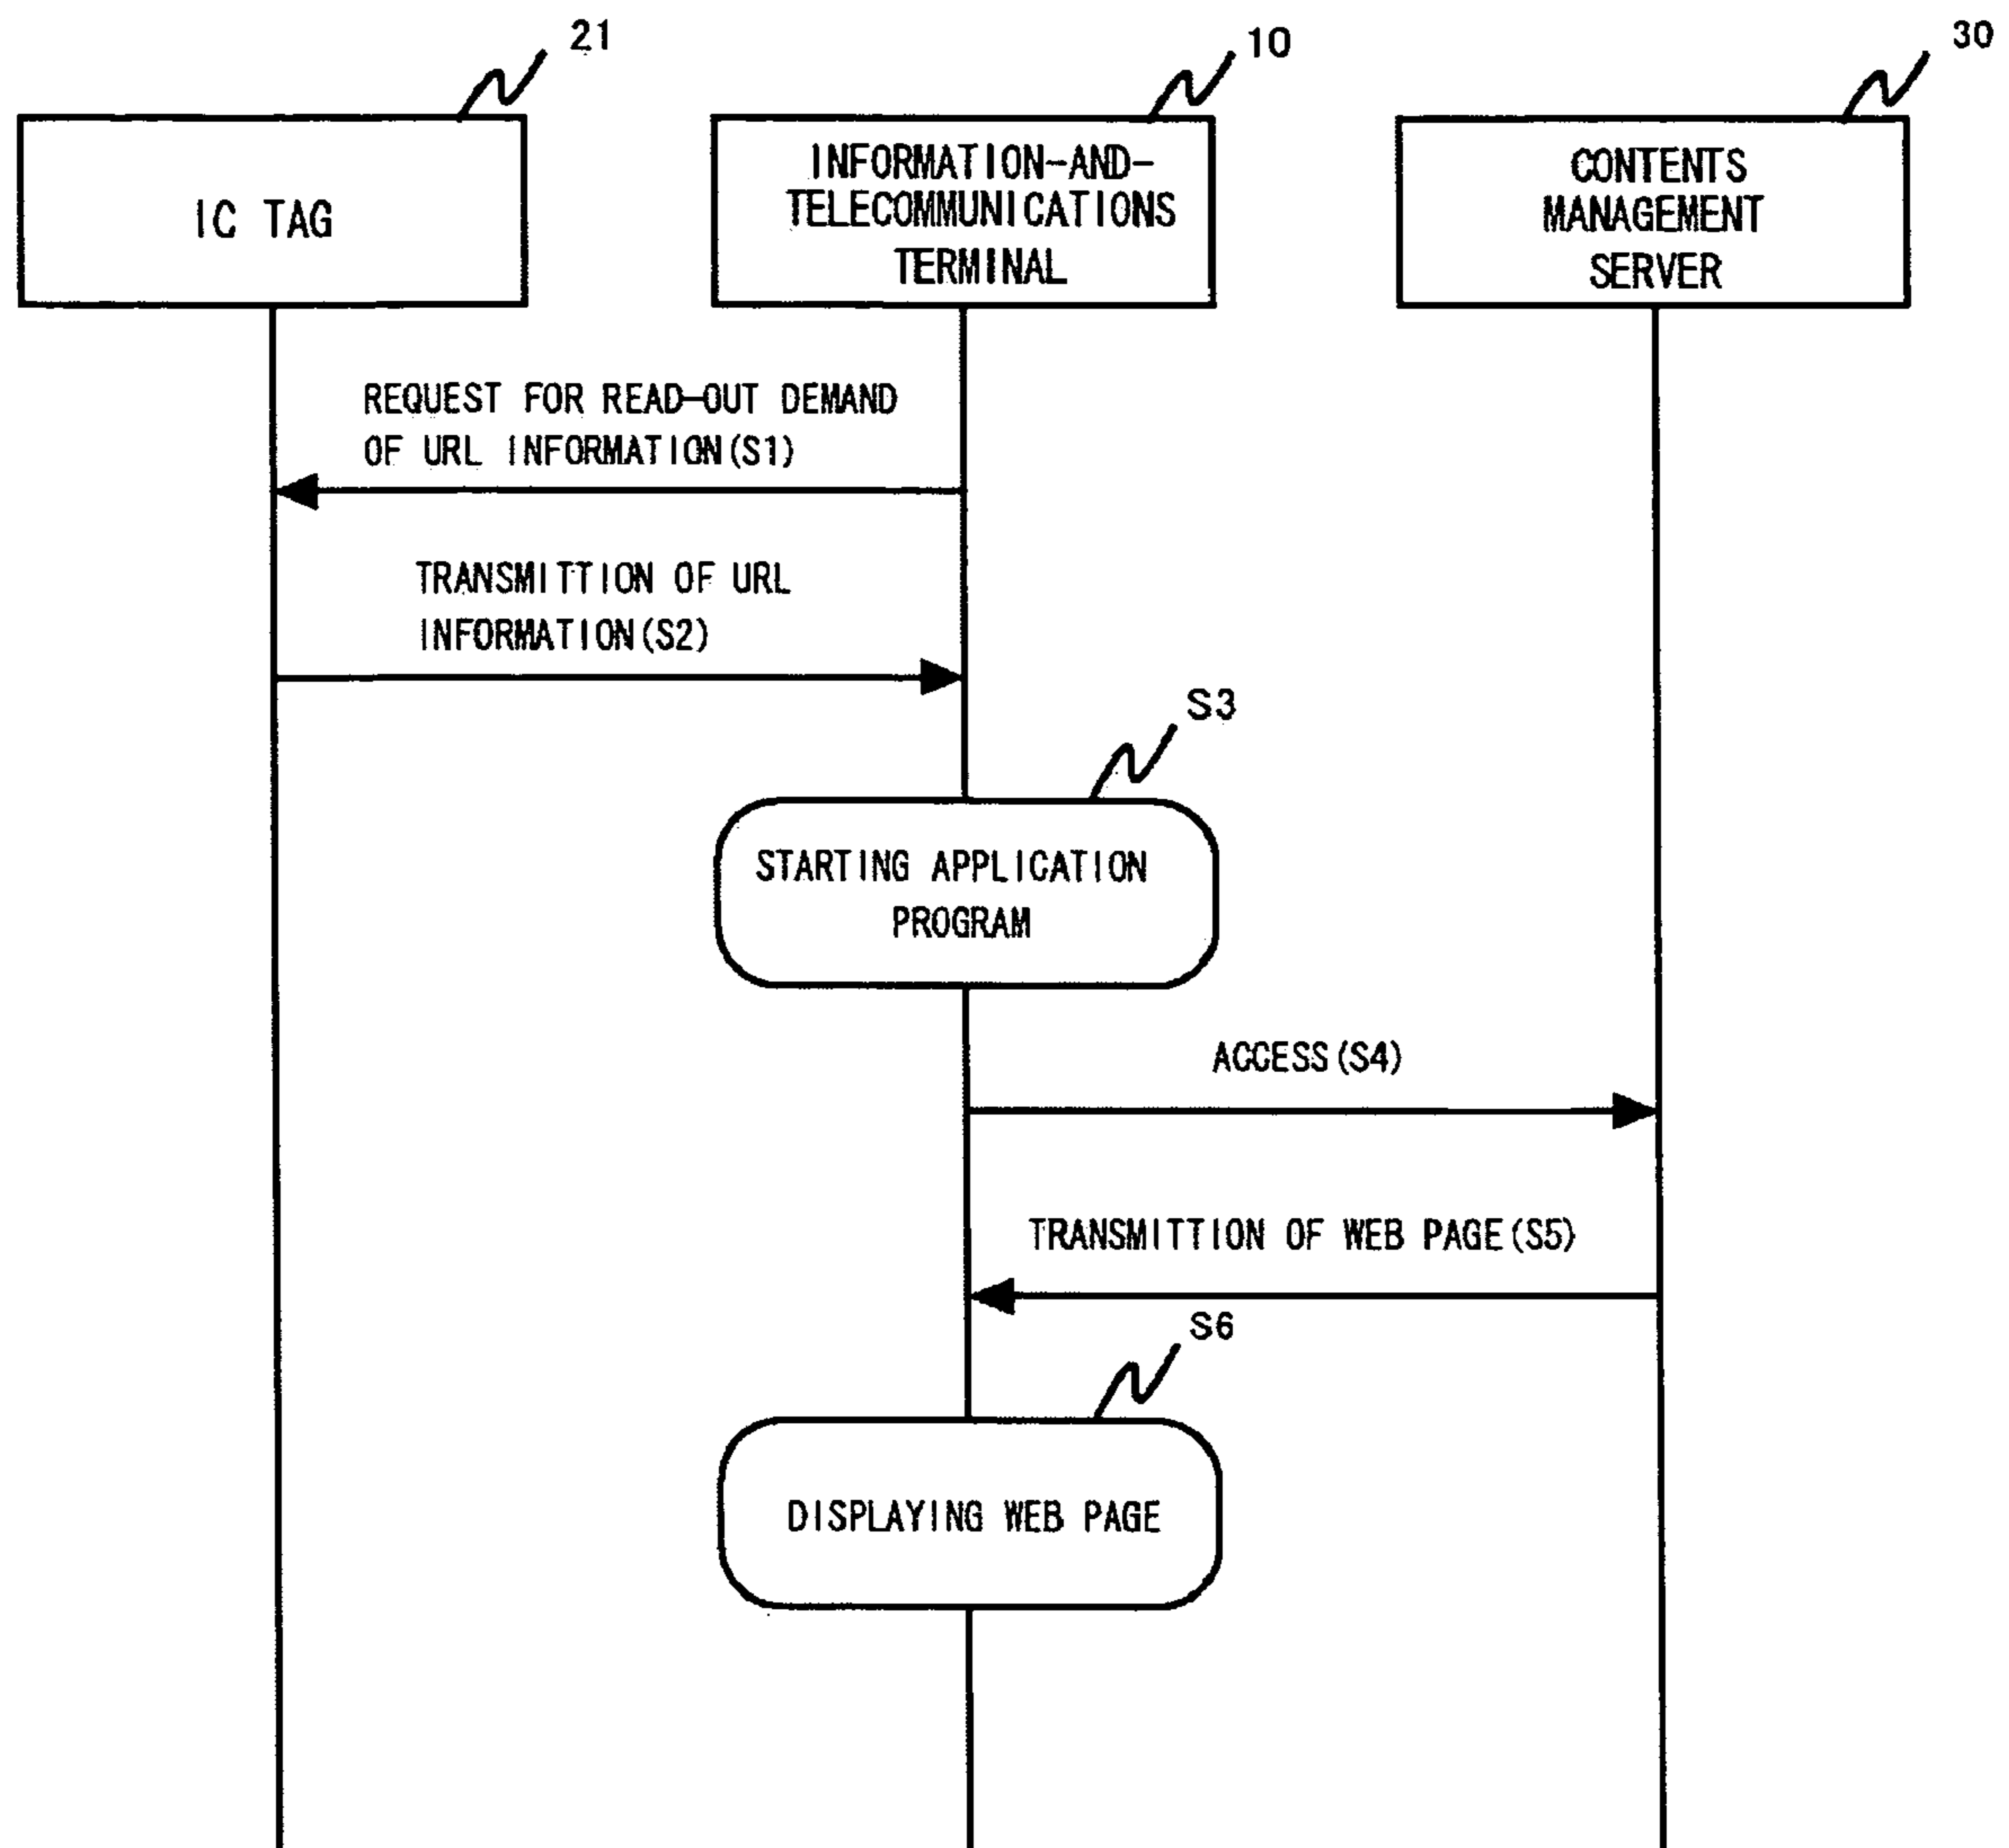 21
10
30
IC TAG
INFORMATION-AND-
TELECOMMUNICATIONS
TERMINAL
CONTENTS
MANAGEMENT
SERVER
REQUEST FOR READ-OUT DEMAND
OF URL INFORMATION(S1)
TRANSMITTION OF URL
INFORMATION(S2)
S3
STARTING APPLICATION
PROGRAM
ACCESS(S4)
TRANSMITTION OF WEB PAGE(S5)
S6
DISPLAYING WEB PAGE